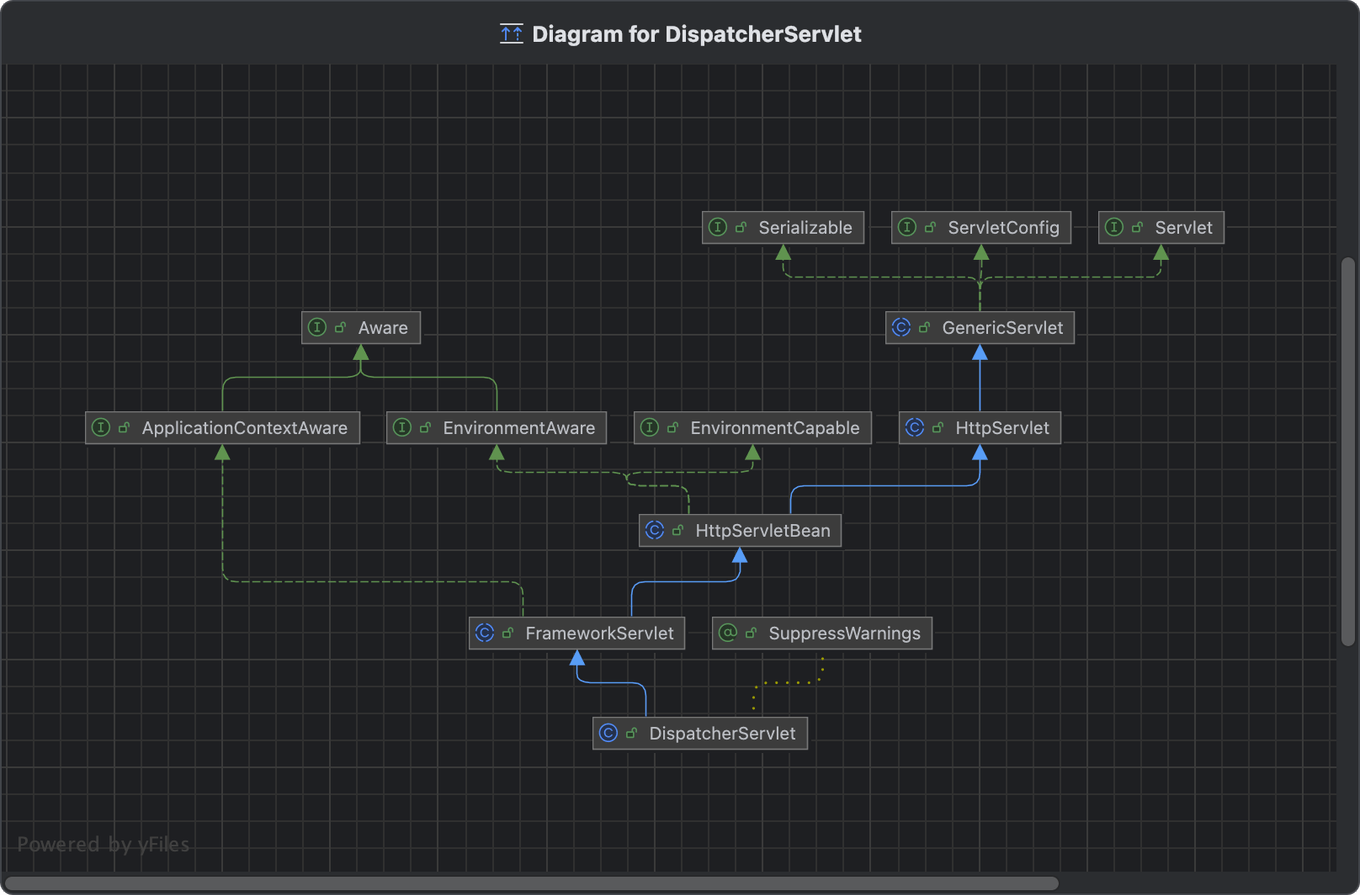 Diagram for DispatcherServlet
Serializable
ServletConfig
Servlet
Aware
GenericServlet
ApplicationContextAware
EnvironmentAware
EnvironmentCapable
HttpServlet
HttpServletBean
FrameworkServlet
SuppressWarnings
DispatcherServlet
Powered by yFiles